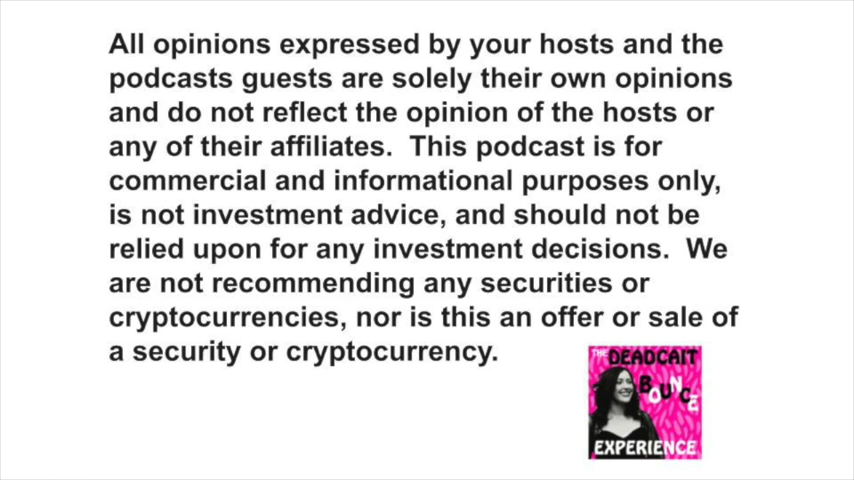 All opinions expressed by your hosts and the
podcasts guests are solely their own opinions
and do not reflect the opinion of the hosts or
any of their affiliates.  This podcast is for
commercial and informational purposes only,
is not investment advice, and should not be
relied upon for any investment decisions.  We
are not recommending any securities or
cryptocurrencies, nor is this an offer or sale of
a security or cryptocurrency.
THE DEADCAIT
BOUNCE
EXPERIENCE